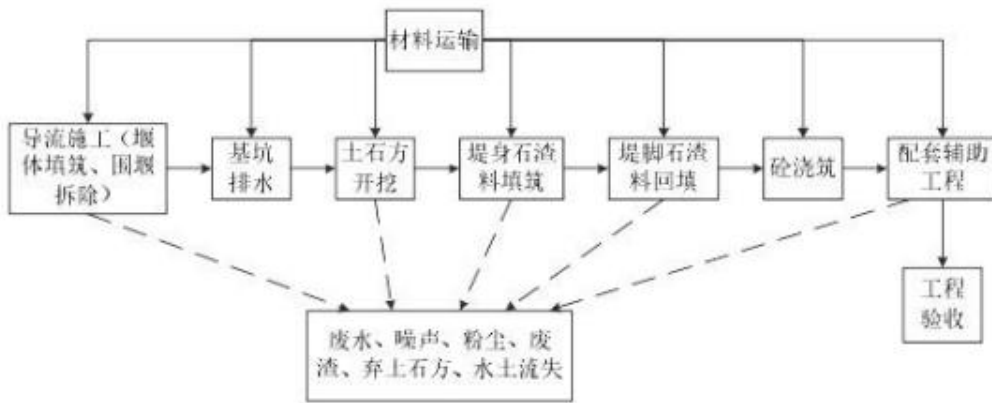 材料运输
导流施工（堰
体填筑、围堰
拆除）
基坑
排水
土石方
开挖
堤身石渣
料填筑
堤脚石渣
料回填
砼浇筑
配套辅助
工程
工程
验收
废水、噪声、粉尘、废
渣、弃上石方、水土流失